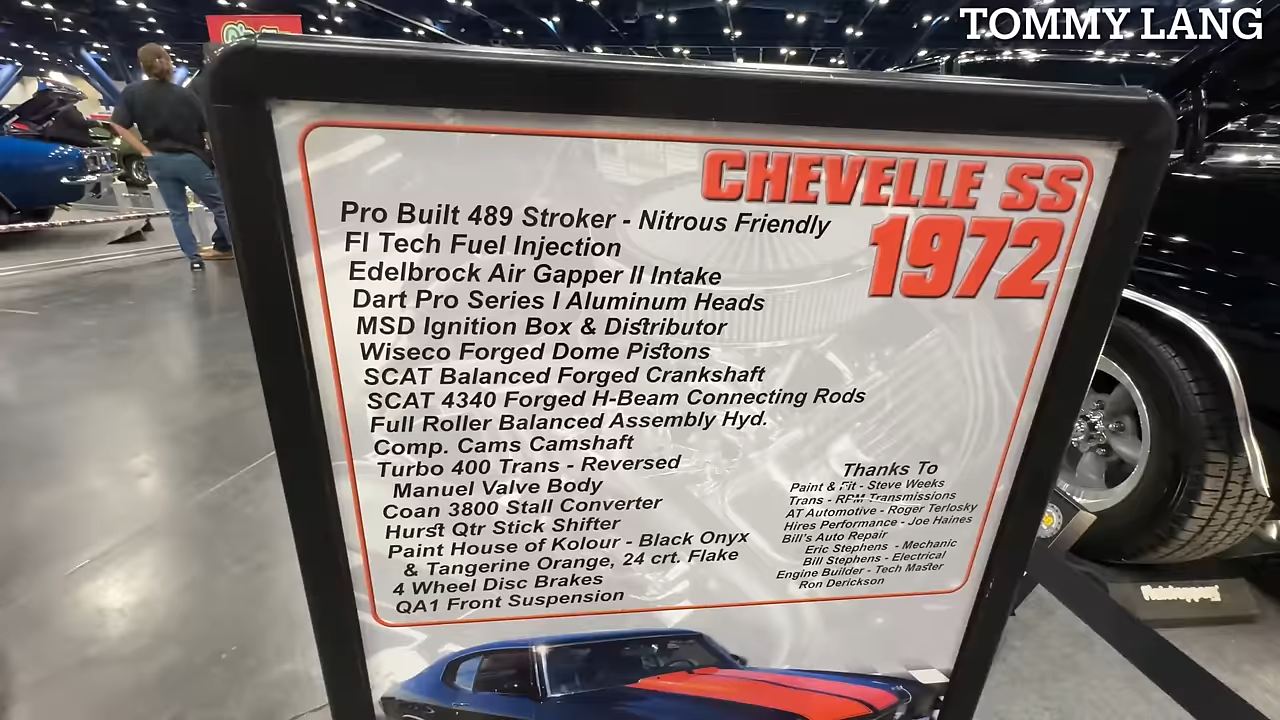 TOMMY LANG
CHEVELLE SS
1972
Pro Built 489 Stroker - Nitrous Friendly
FI Tech Fuel Injection
Edelbrock Air Gapper II Intake
Dart Pro Series I Aluminum Heads
MSD Ignition Box & Distributor
Wiseco Forged Dome Pistons
SCAT Balanced Forged Crankshaft
SCAT 4340 Forged H-Beam Connecting Rods
Full Roller Balanced Assembly Hyd.
Comp. Cams Camshaft
Turbo 400 Trans - Reversed
Manuel Valve Body
Coan 3800 Stall Converter
Hurst Qtr Stick Shifter
Paint House of Kolour - Black Onyx
& Tangerine Orange, 24 crt. Flake
4 Wheel Disc Brakes
QA1 Front Suspension
Thanks To
Paint & Fit - Steve Weeks
Trans - RPM Transmissions
AT Automotive - Roger Terlosky
Hires Performance - Joe Haines
Bill's Auto Repair
Eric Stephens - Mechanic
Bill Stephens - Electrical
Engine Builder - Tech Master
Ron Derickson